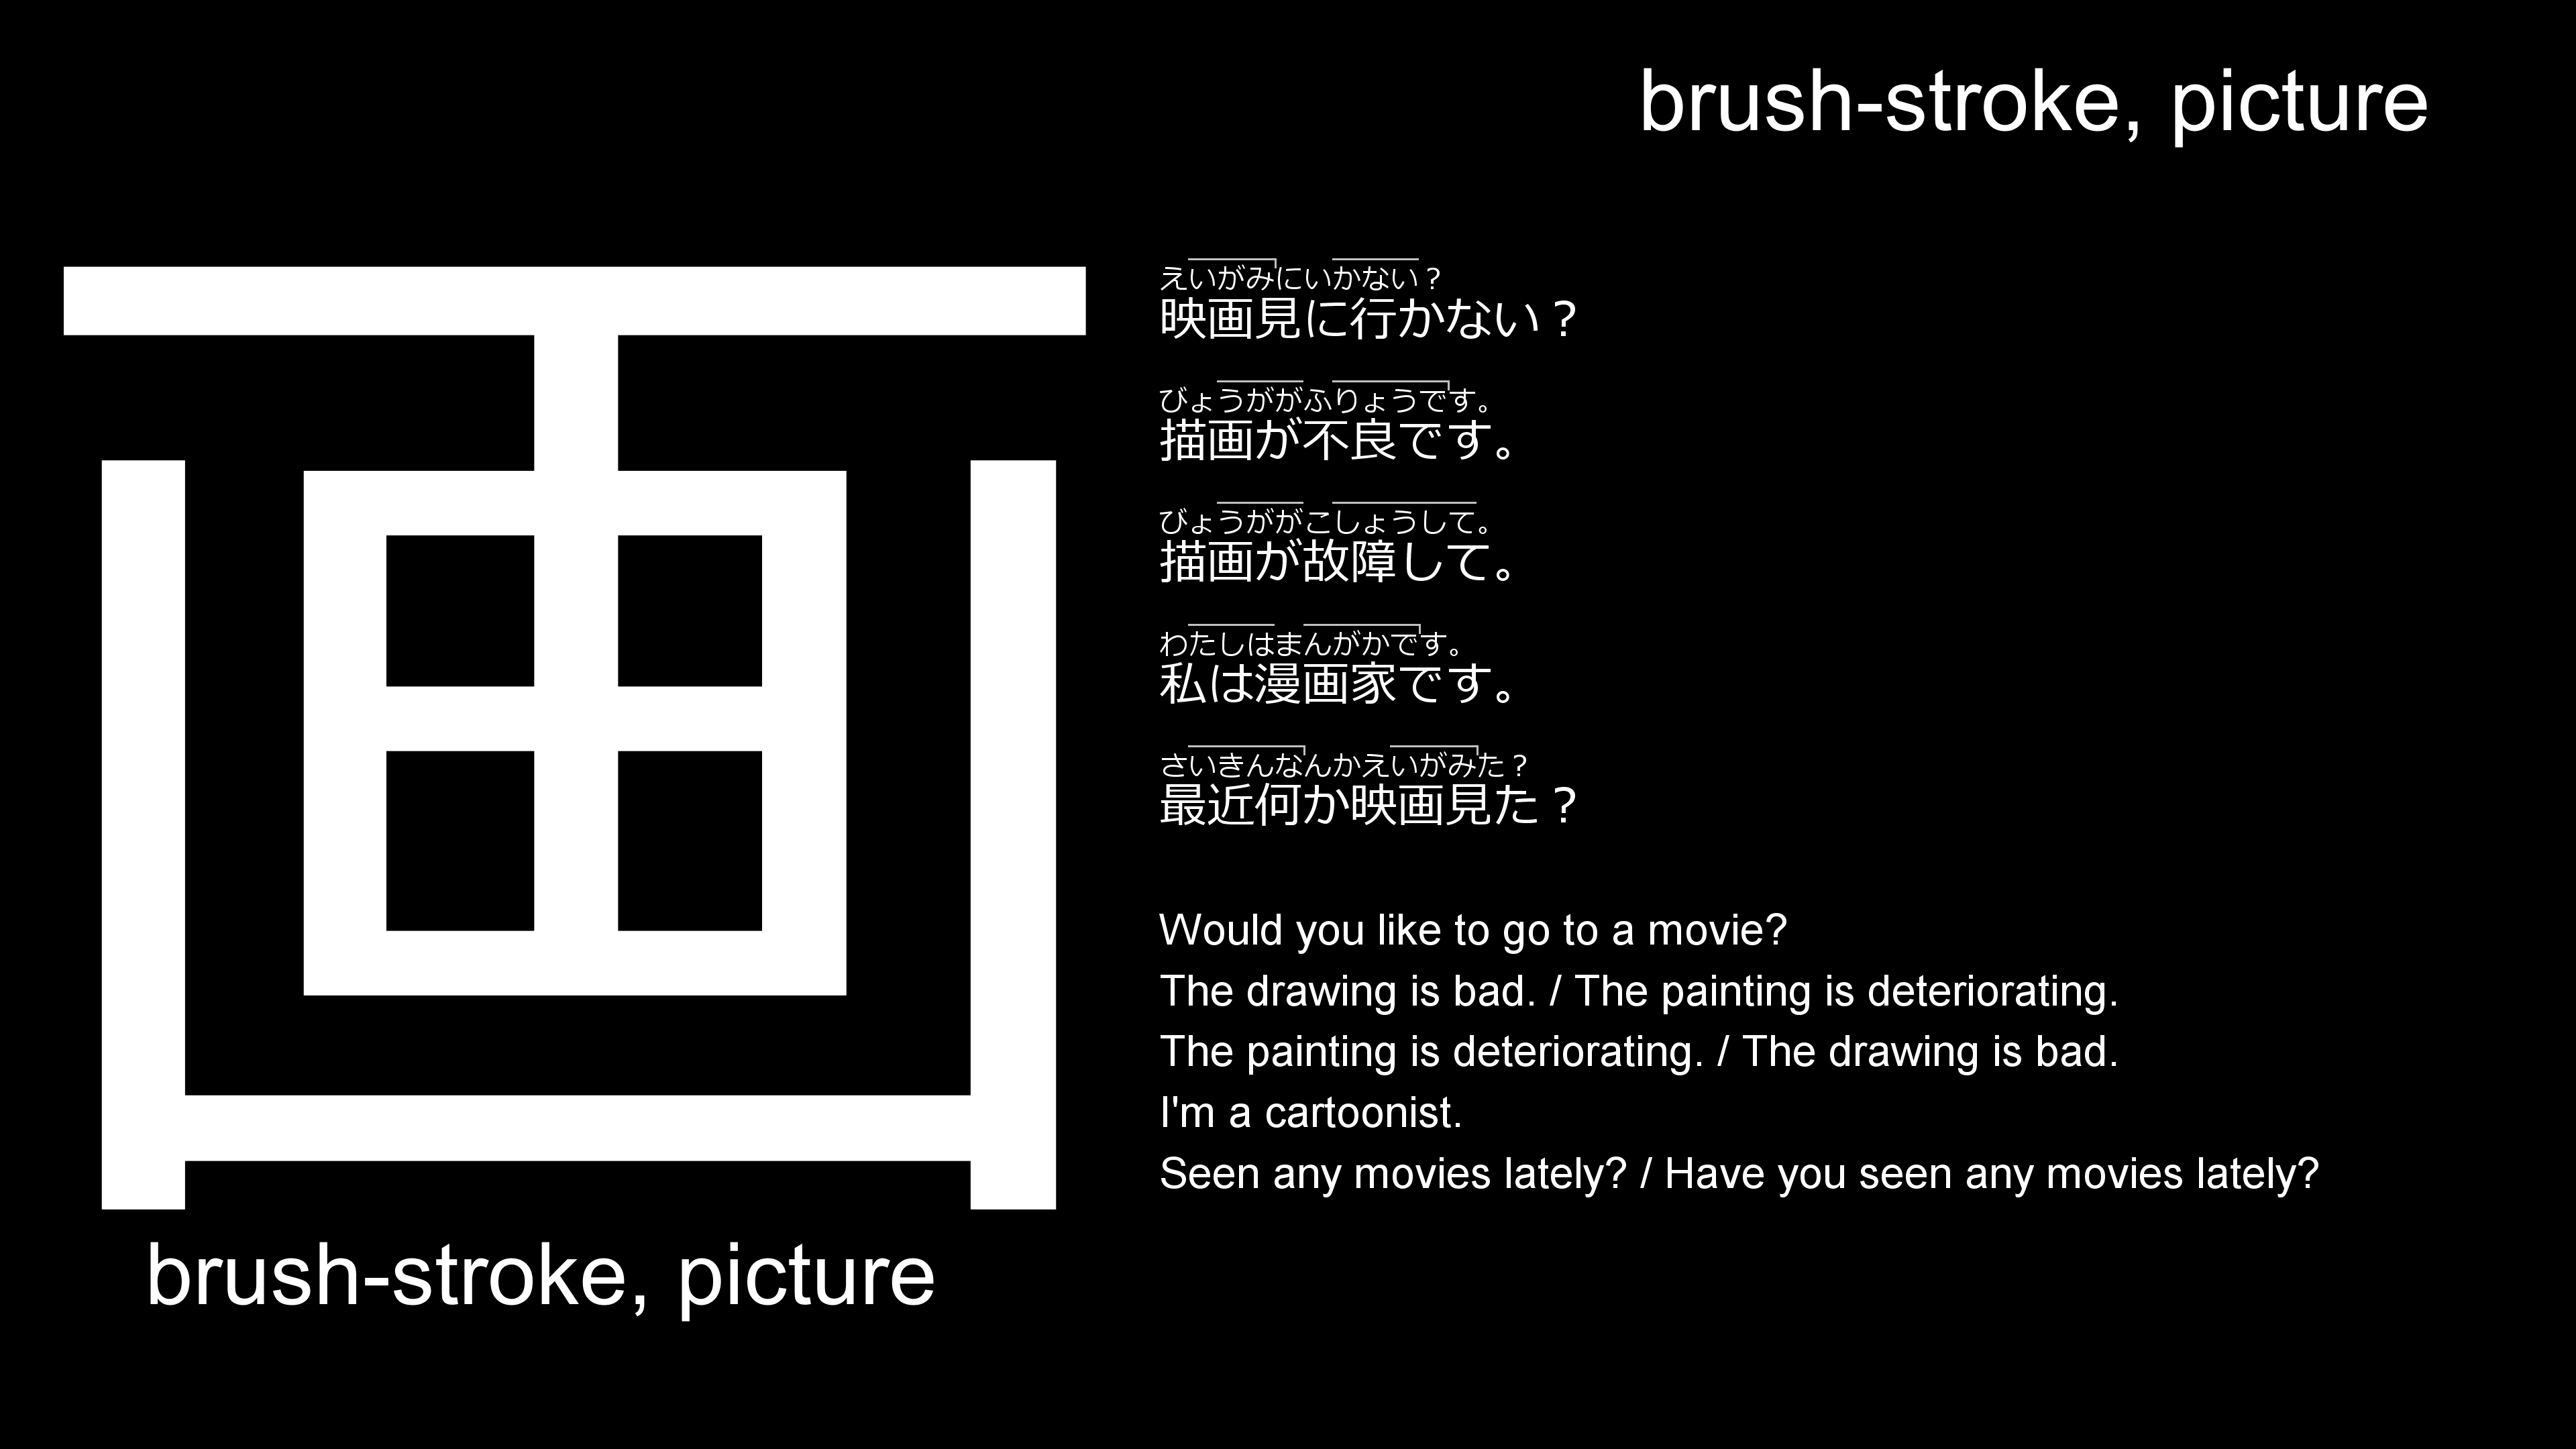 brush-stroke, picture
画
brush-stroke, picture
えいがみにいかない？
映画見に行かない？
びょうががふりょうです。
描画が不良です。
びょうががこしょうして。
描画が故障して。
わたしはまんがかです。
私は漫画家です。
さいきんなんかえいがみた？
最近何か映画見た？
Would you like to go to a movie?
The drawing is bad. / The painting is deteriorating.
The painting is deteriorating. / The drawing is bad.
I'm a cartoonist.
Seen any movies lately? / Have you seen any movies lately?